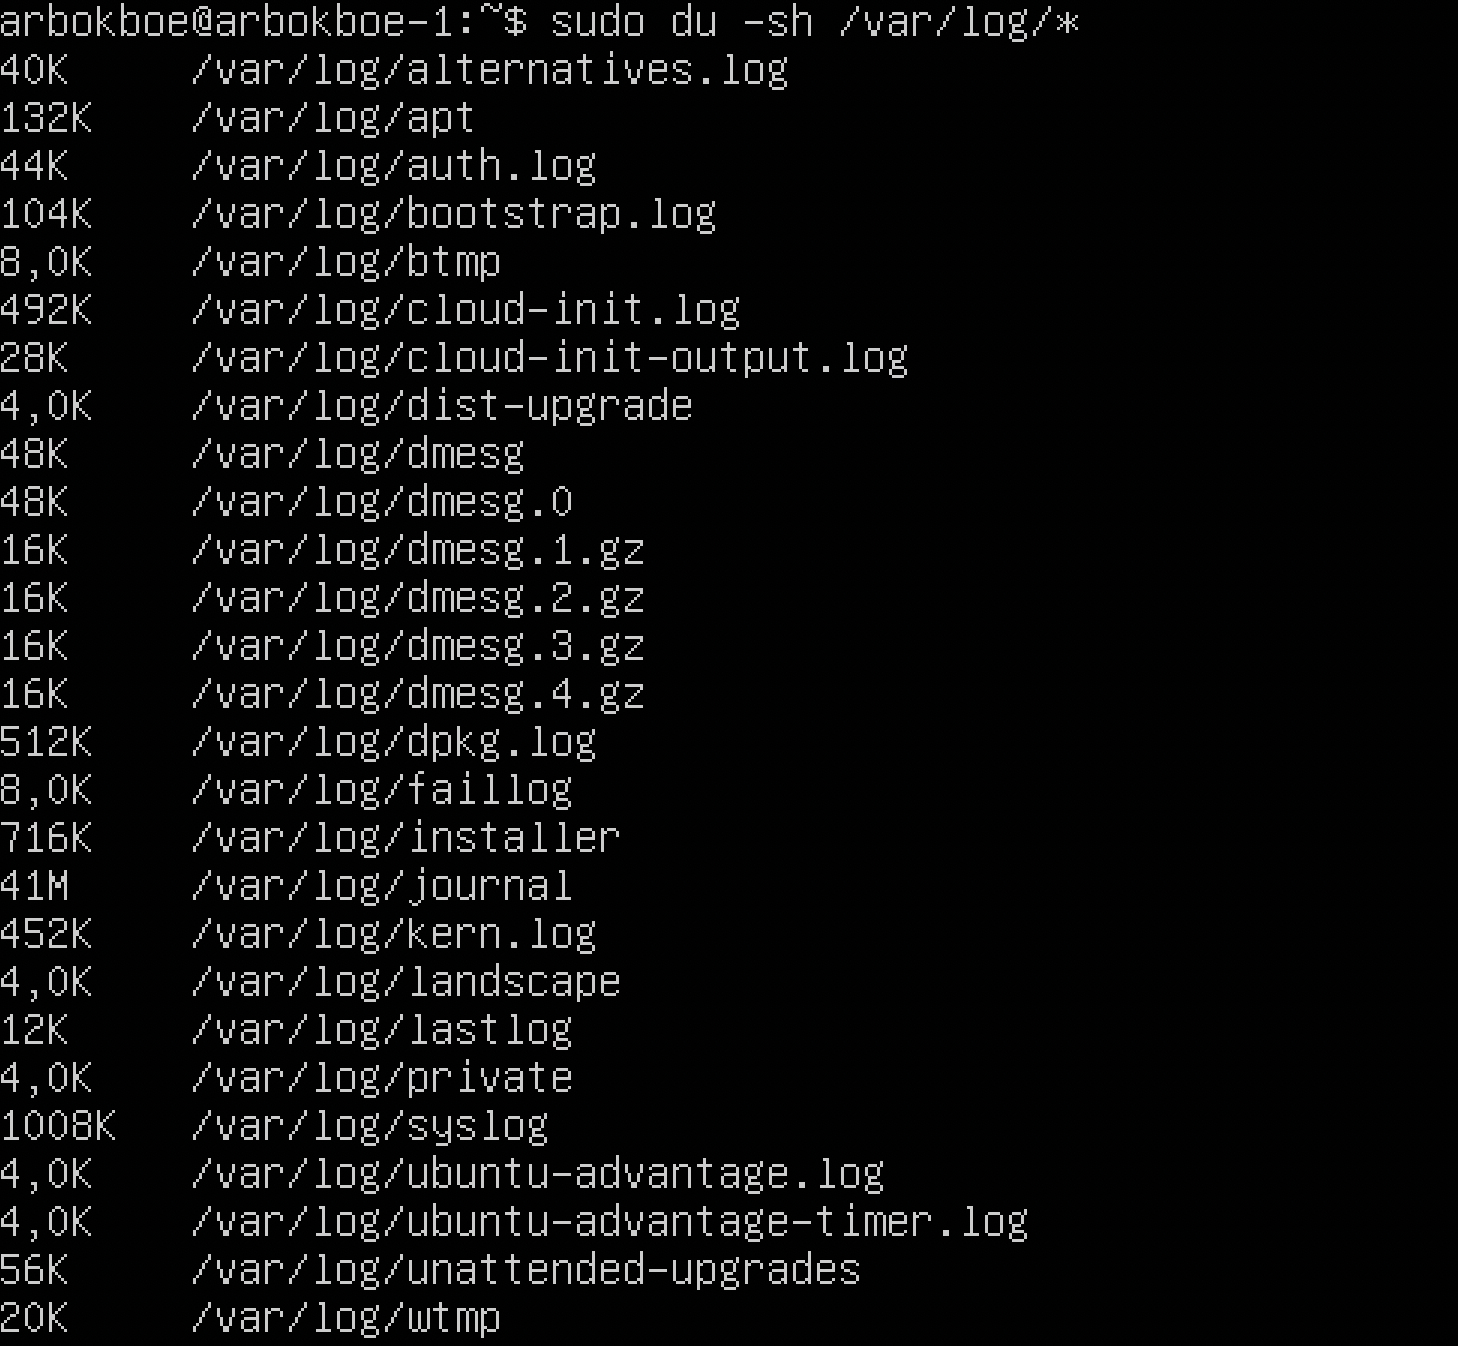 arbokboe@arbokboe-1:~$ sudo du -sh /var/log/*
40K     /var/log/alternatives.log
132K    /var/log/apt
44K     /var/log/auth.log
104K    /var/log/bootstrap.log
8,0K    /var/log/btmp
492K    /var/log/cloud-init.log
28K     /var/log/cloud-init-output.log
4,0K    /var/log/dist-upgrade
48K     /var/log/dmesg
48K     /var/log/dmesg.0
16K     /var/log/dmesg.1.gz
16K     /var/log/dmesg.2.gz
16K     /var/log/dmesg.3.gz
16K     /var/log/dmesg.4.gz
512K    /var/log/dpkg.log
8,0K    /var/log/faillog
716K    /var/log/installer
41M     /var/log/journal
452K    /var/log/kern.log
4,0K    /var/log/landscape
12K     /var/log/lastlog
4,0K    /var/log/private
1008K   /var/log/syslog
4,0K    /var/log/ubuntu-advantage.log
4,0K    /var/log/ubuntu-advantage-timer.log
56K     /var/log/unattended-upgrades
20K     /var/log/wtmp